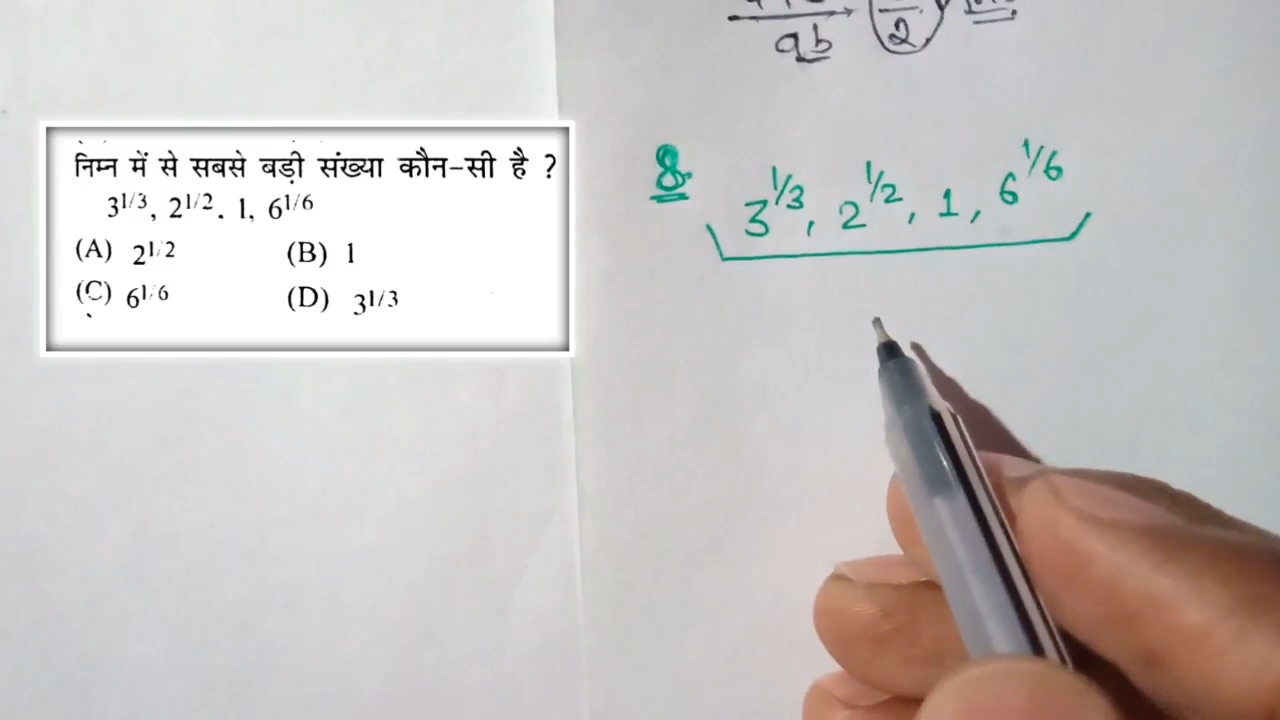 ab
2
निम्न में से सबसे बड़ी संख्या कौन-सी है ?
3^{1/3}, 2^{1/2}. 1, 6^{1/6}
(A) 2^{1/2} (B) 1
(C) 6^{1/6} (D) 3^{1/3}
8. 3^{1/3}, 2^{1/2}, 1, 6^{1/6}